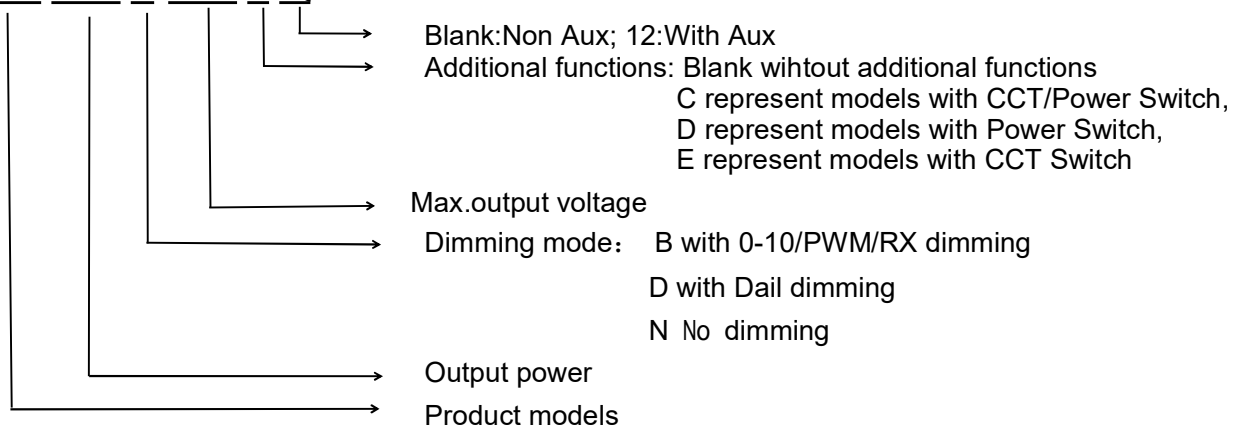 Blank:Non Aux; 12:With Aux
Additional functions: Blank wihtout additional functions
C represent models with CCT/Power Switch,
D represent models with Power Switch,
E represent models with CCT Switch
Max.output voltage
Dimming mode： B with 0-10/PWM/RX dimming
D with Dail dimming
N No dimming
Output power
Product models